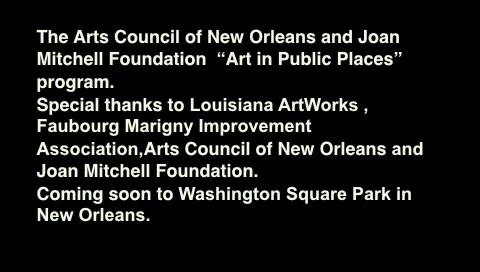 The Arts Council of New Orleans and Joan
Mitchell Foundation  “Art in Public Places”
program.
Special thanks to Louisiana ArtWorks ,
Faubourg Marigny Improvement
Association,Arts Council of New Orleans and
Joan Mitchell Foundation.
Coming soon to Washington Square Park in
New Orleans.